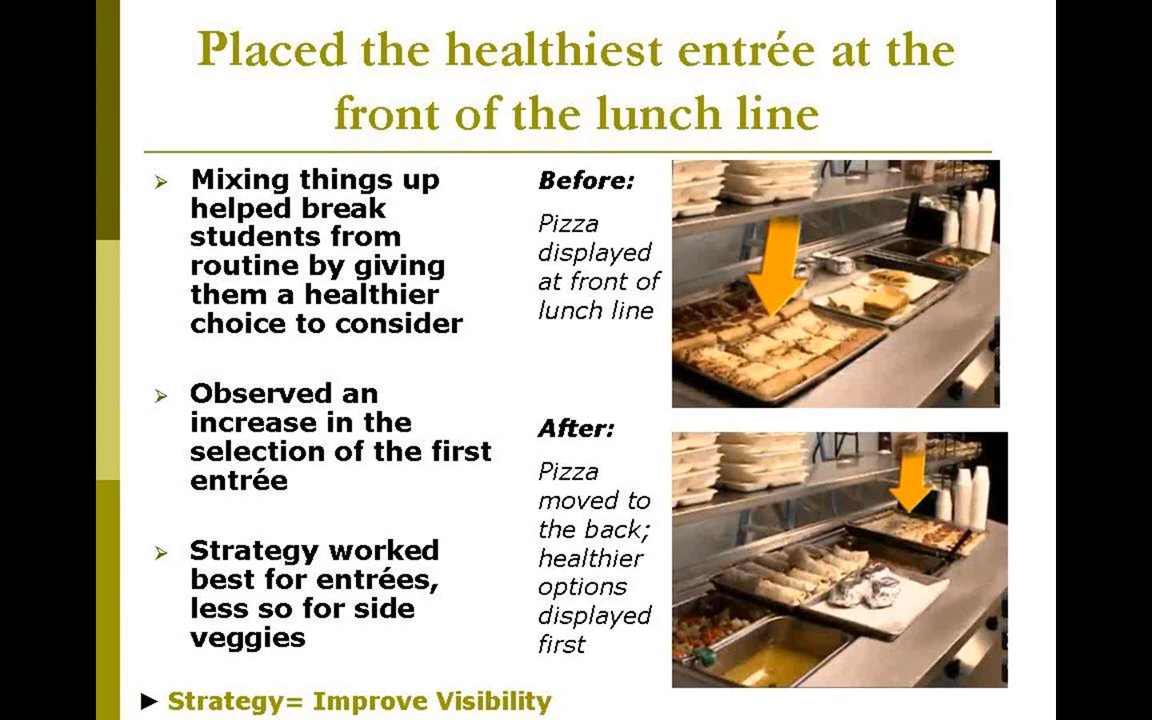 Placed the healthiest entrée at the
front of the lunch line
Mixing things up
helped break
students from
routine by giving
them a healthier
choice to consider
Observed an
increase in the
selection of the first
entrée
Strategy worked
best for entrées,
less so for side
veggies
Before:
Pizza
displayed
at front of
lunch line
After:
Pizza
moved to
the back;
healthier
options
displayed
first
► Strategy= Improve Visibility